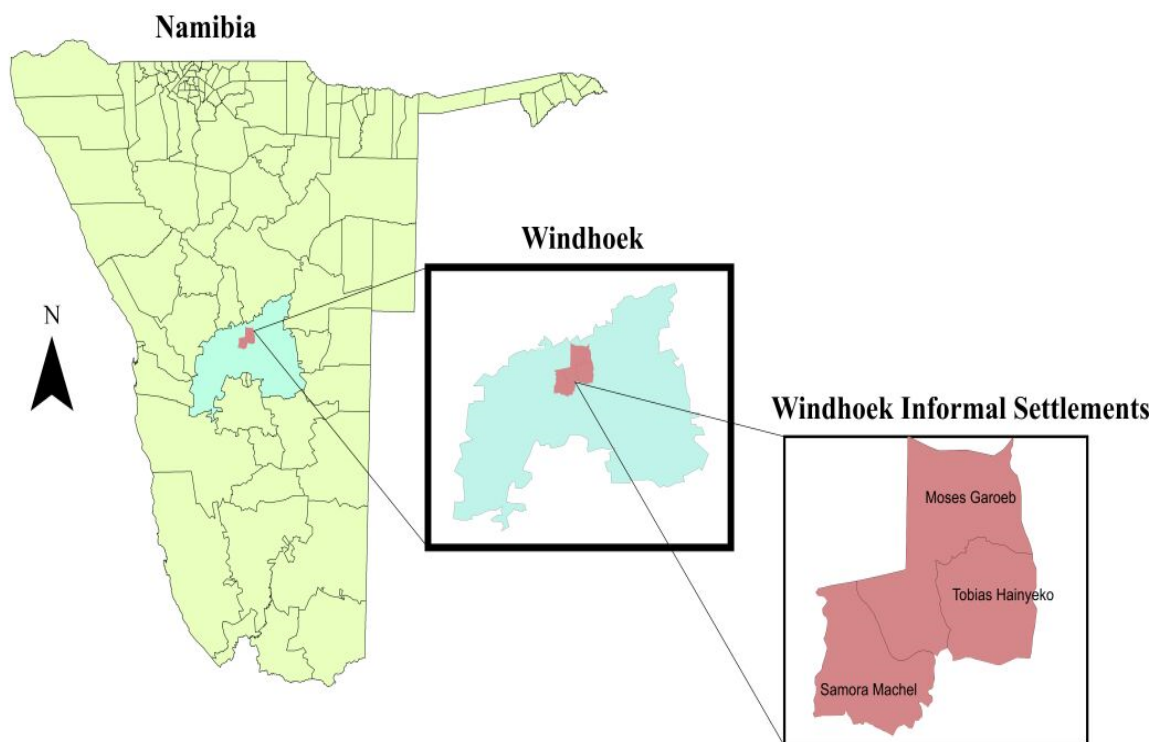 Namibia
Windhoek
N
Windhoek Informal Settlements
Moses Garoeb
Tobias Hainyeko
Samora Machel